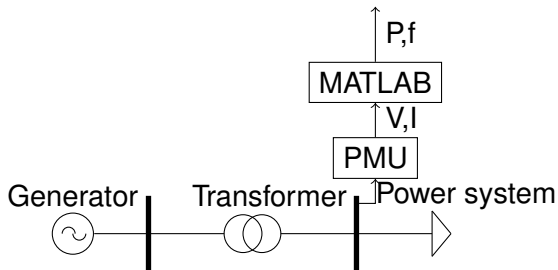 P,f
MATLAB
V,I
PMU
Generator Transformer Power system